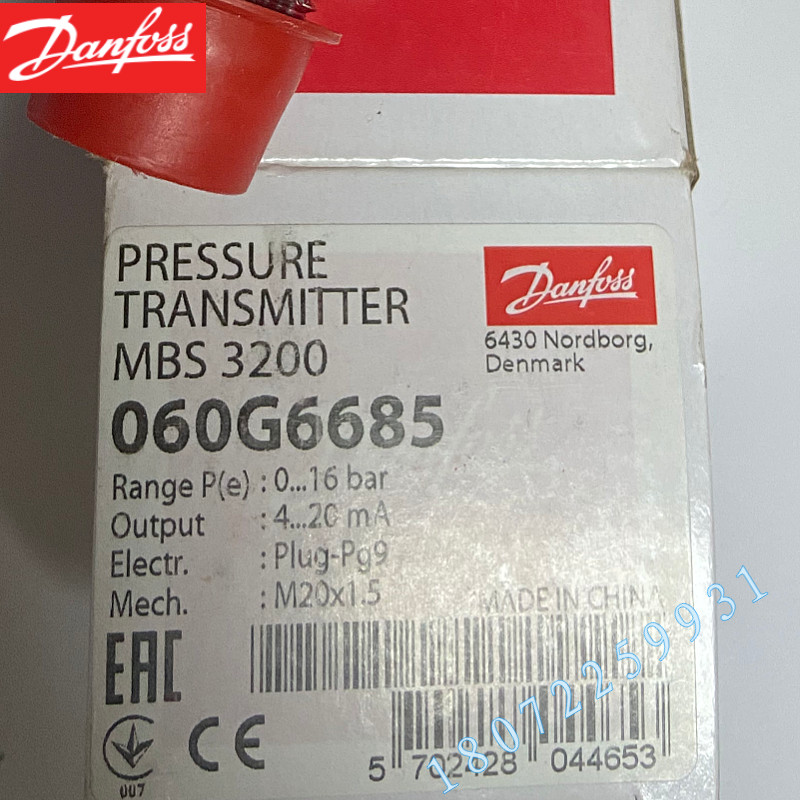 Danfoss
PRESSURE
TRANSMITTER
MBS 3200
060G6685
Range P(e) : 0...16 bar
Output : 4...20 mA
Electr. : Plug-Pg9
Mech. : M20x1.5
Danfoss
6430 Nordborg,
Denmark
MADE IN CHINA
EAC
CE
007
5 702428 044653
18072259931